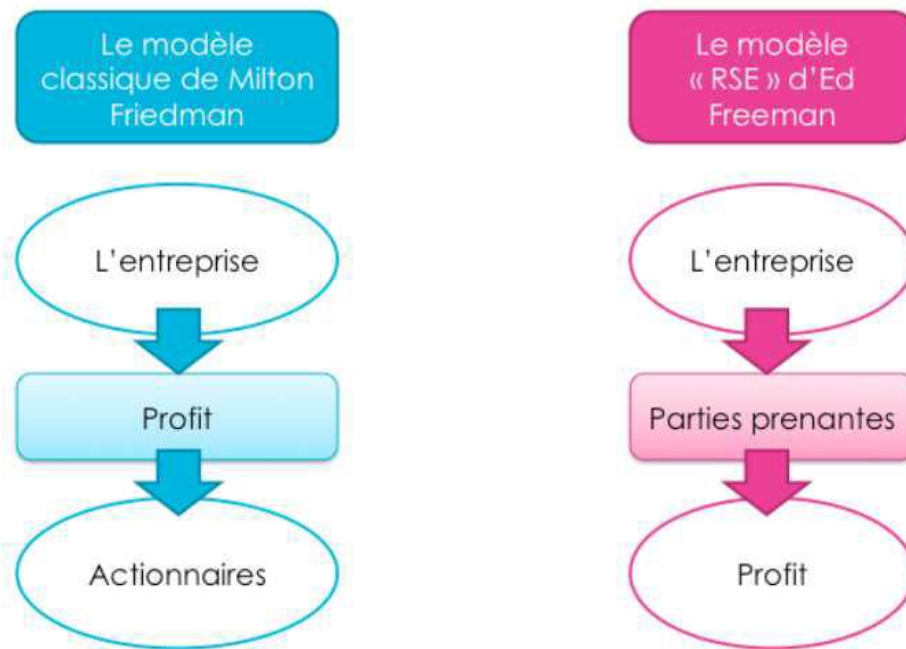 Le modèle
classique de Milton
Friedman
L'entreprise
Profit
Actionnaires
Le modèle
« RSE » d'Ed
Freeman
L'entreprise
Parties prenantes
Profit